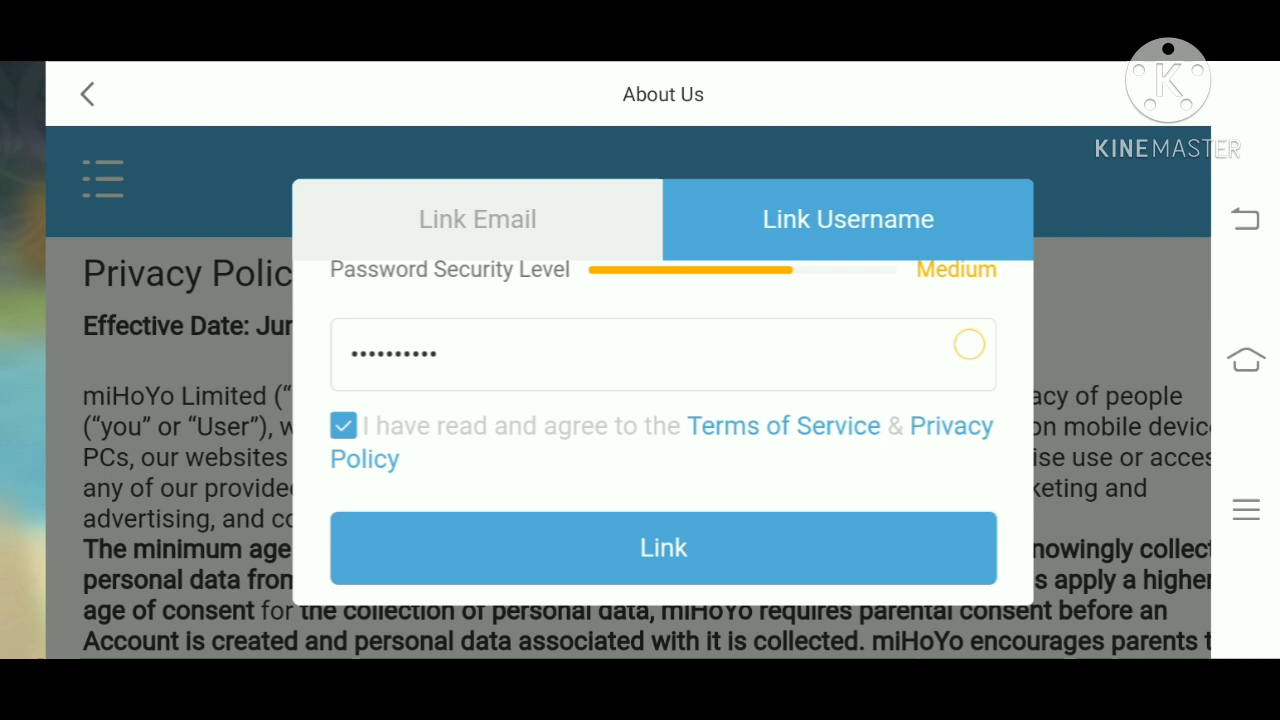 About Us
KINEMASTER
Link Email
Link Username
Password Security Level
Medium
Privacy Polic
Effective Date: Jur
••••••••••
I have read and agree to the Terms of Service & Privacy
Policy
Link
miHoYo Limited (“
acy of people
(“you” or “User”), w
on mobile device
PCs, our websites
ise use or acces
any of our provide
keting and
advertising, and co
The minimum age
nowingly collect
personal data from
s apply a higher
age of consent for the collection of personal data, miHoYo requires parental consent before an
Account is created and personal data associated with it is collected. miHoYo encourages parents t